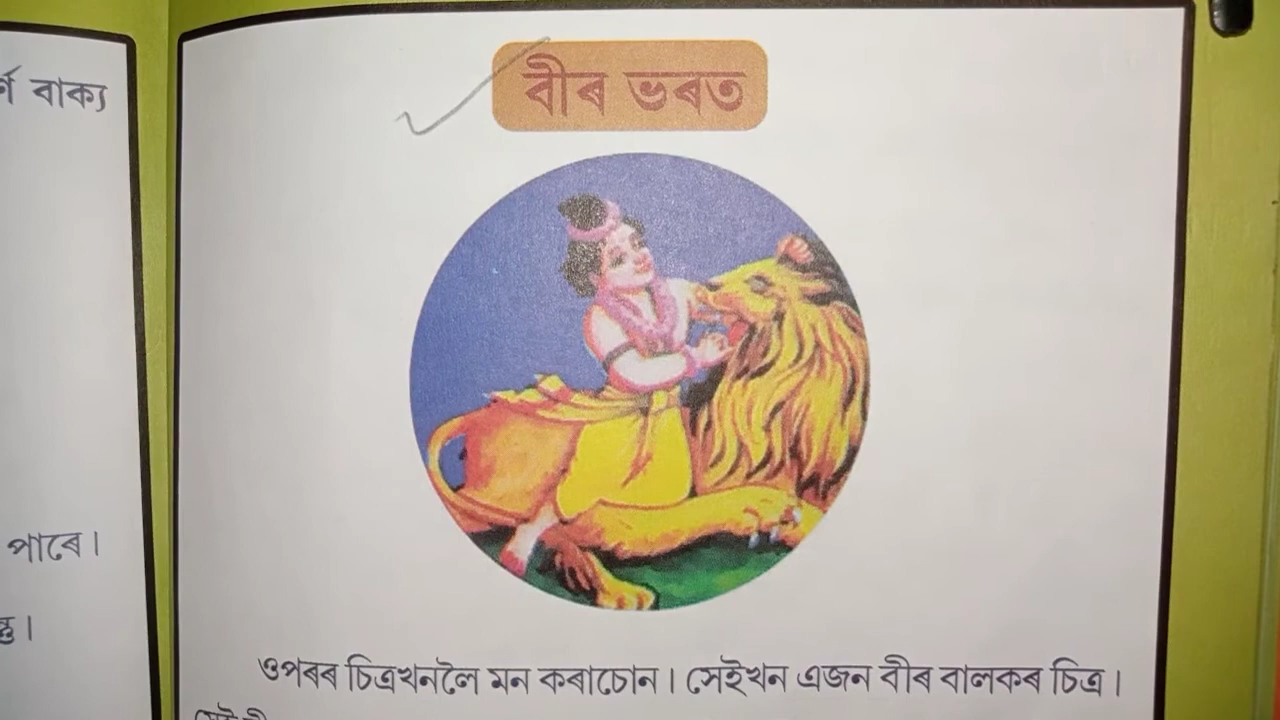 বাক্য
পাৰে।
বীৰ ভৰত
ওপৰৰ চিত্ৰখনলৈ মন কৰাচোন। সেইখন এজন বীৰ বালকৰ চিত্ৰ।